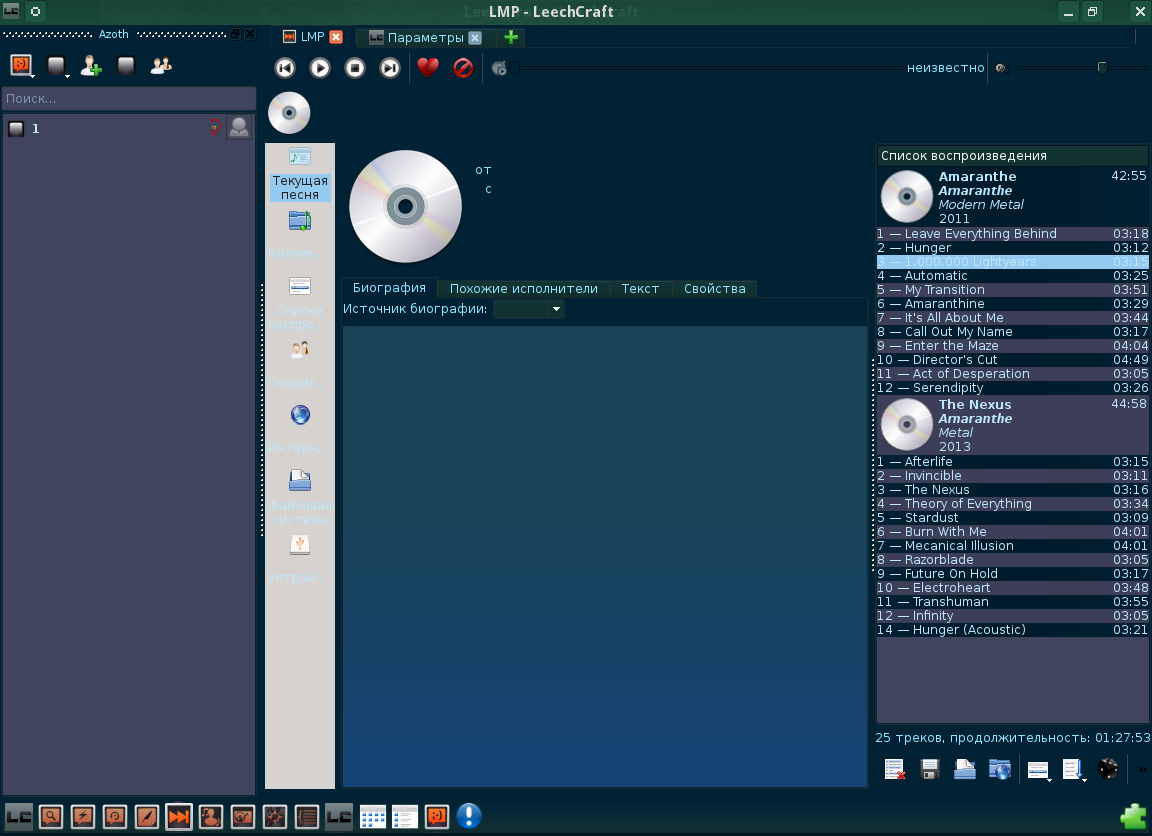 LMP - LeechCraft
Azoth
LMP
Параметры
неизвестно
Поиск...
1
Текущая
песня
Коллек...
Списки
воспро...
Социал...
Интерн...
Файловая
система
Устрой...
от
с
Биография
Похожие исполнители
Текст
Свойства
Источник биографии:
Список воспроизведения
Amaranthe 42:55
Amaranthe
Modern Metal
2011
1 — Leave Everything Behind 03:18
2 — Hunger 03:12
3 — 1.000.000 Lightyears 03:15
4 — Automatic 03:25
5 — My Transition 03:51
6 — Amaranthine 03:29
7 — It's All About Me 03:44
8 — Call Out My Name 03:17
9 — Enter the Maze 04:04
10 — Director's Cut 04:49
11 — Act of Desperation 03:05
12 — Serendipity 03:26
The Nexus 44:58
Amaranthe
Metal
2013
1 — Afterlife 03:15
2 — Invincible 03:11
3 — The Nexus 03:16
4 — Theory of Everything 03:34
5 — Stardust 03:09
6 — Burn With Me 04:01
7 — Mecanical Illusion 04:01
8 — Razorblade 03:05
9 — Future On Hold 03:17
10 — Electroheart 03:48
11 — Transhuman 03:55
12 — Infinity 03:05
14 — Hunger (Acoustic) 03:21
25 треков, продолжительность: 01:27:53